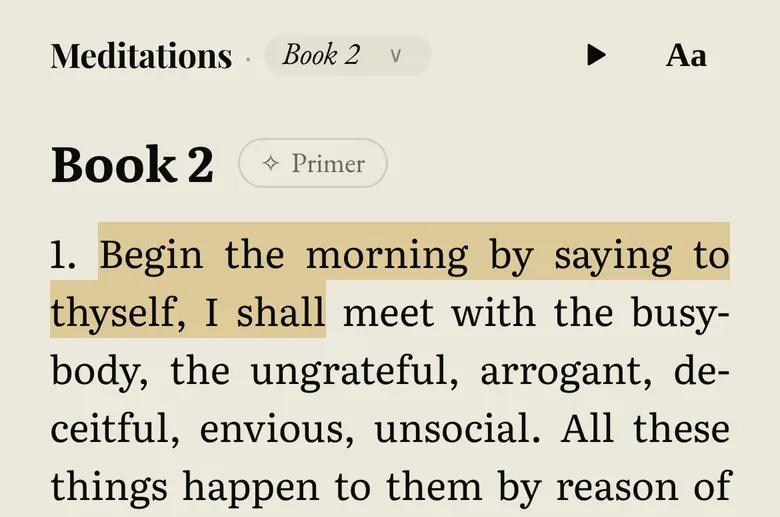 Meditations · Book 2 ∨ Aa
Book 2 ✧ Primer
1. Begin the morning by saying to
thyself, I shall meet with the busy-
body, the ungrateful, arrogant, de-
ceitful, envious, unsocial. All these
things happen to them by reason of